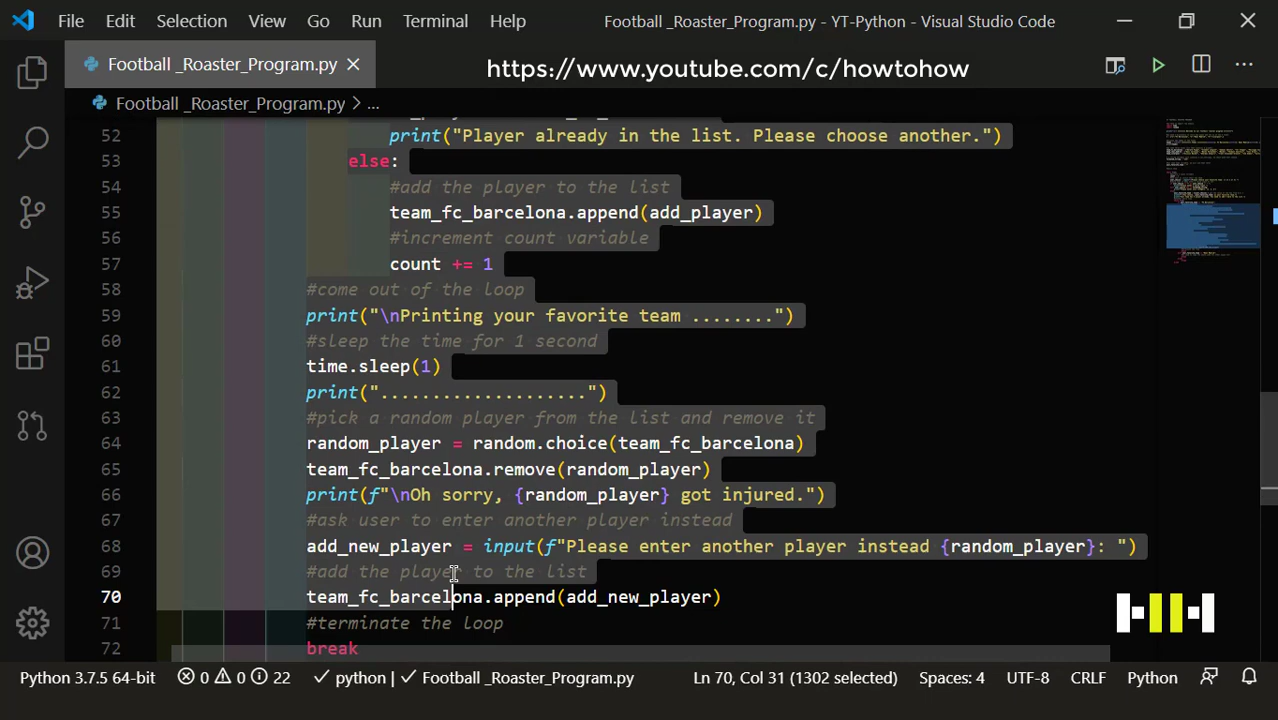 File Edit Selection View Go Run Terminal Help Football _Roaster_Program.py - YT-Python - Visual Studio Code
Football _Roaster_Program.py
https://www.youtube.com/c/howtohow
Football _Roaster_Program.py > ...
52 print("Player already in the list. Please choose another.")
53 else:
54 #add the player to the list
55 team_fc_barcelona.append(add_player)
56 #increment count variable
57 count += 1
58 #come out of the loop
59 print("\nPrinting your favorite team ........")
60 #sleep the time for 1 second
61 time.sleep(1)
62 print("....................")
63 #pick a random player from the list and remove it
64 random_player = random.choice(team_fc_barcelona)
65 team_fc_barcelona.remove(random_player)
66 print(f"\nOh sorry, {random_player} got injured.")
67 #ask user to enter another player instead
68 add_new_player = input(f"Please enter another player instead {random_player}: ")
69 #add the player to the list
70 team_fc_barcelona.append(add_new_player)
71 #terminate the loop
72 break
Python 3.7.5 64-bit 0 0 22 python | Football _Roaster_Program.py Ln 70, Col 31 (1302 selected) Spaces: 4 UTF-8 CRLF Python